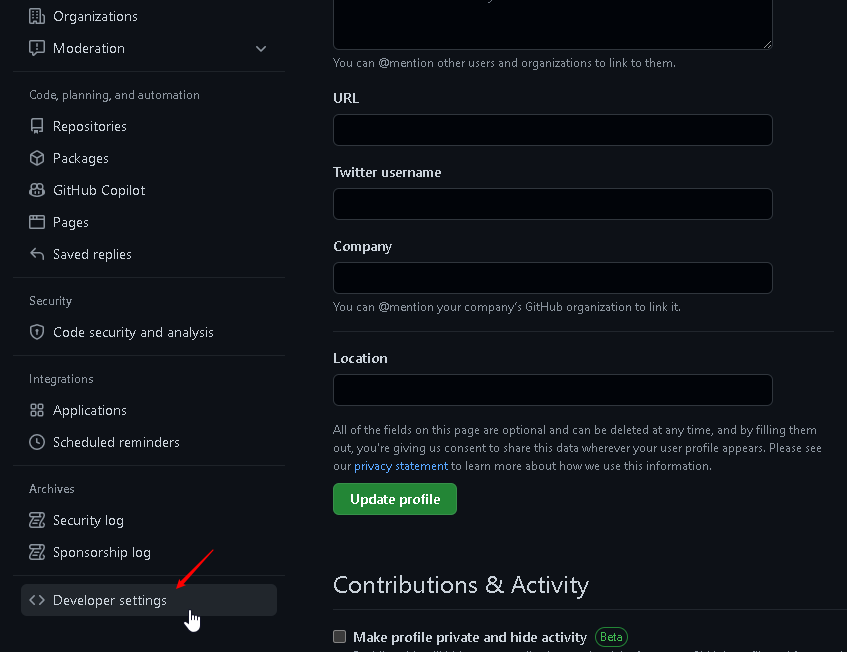 Organizations
Moderation
Code, planning, and automation
Repositories
Packages
GitHub Copilot
Pages
Saved replies
Security
Code security and analysis
Integrations
Applications
Scheduled reminders
Archives
Security log
Sponsorship log
Developer settings
You can @mention other users and organizations to link to them.
URL
Twitter username
Company
You can @mention your company's GitHub organization to link it.
Location
All of the fields on this page are optional and can be deleted at any time, and by filling them
out, you're giving us consent to share this data wherever your user profile appears. Please see
our privacy statement to learn more about how we use this information.
Update profile
Contributions & Activity
Make profile private and hide activity Beta